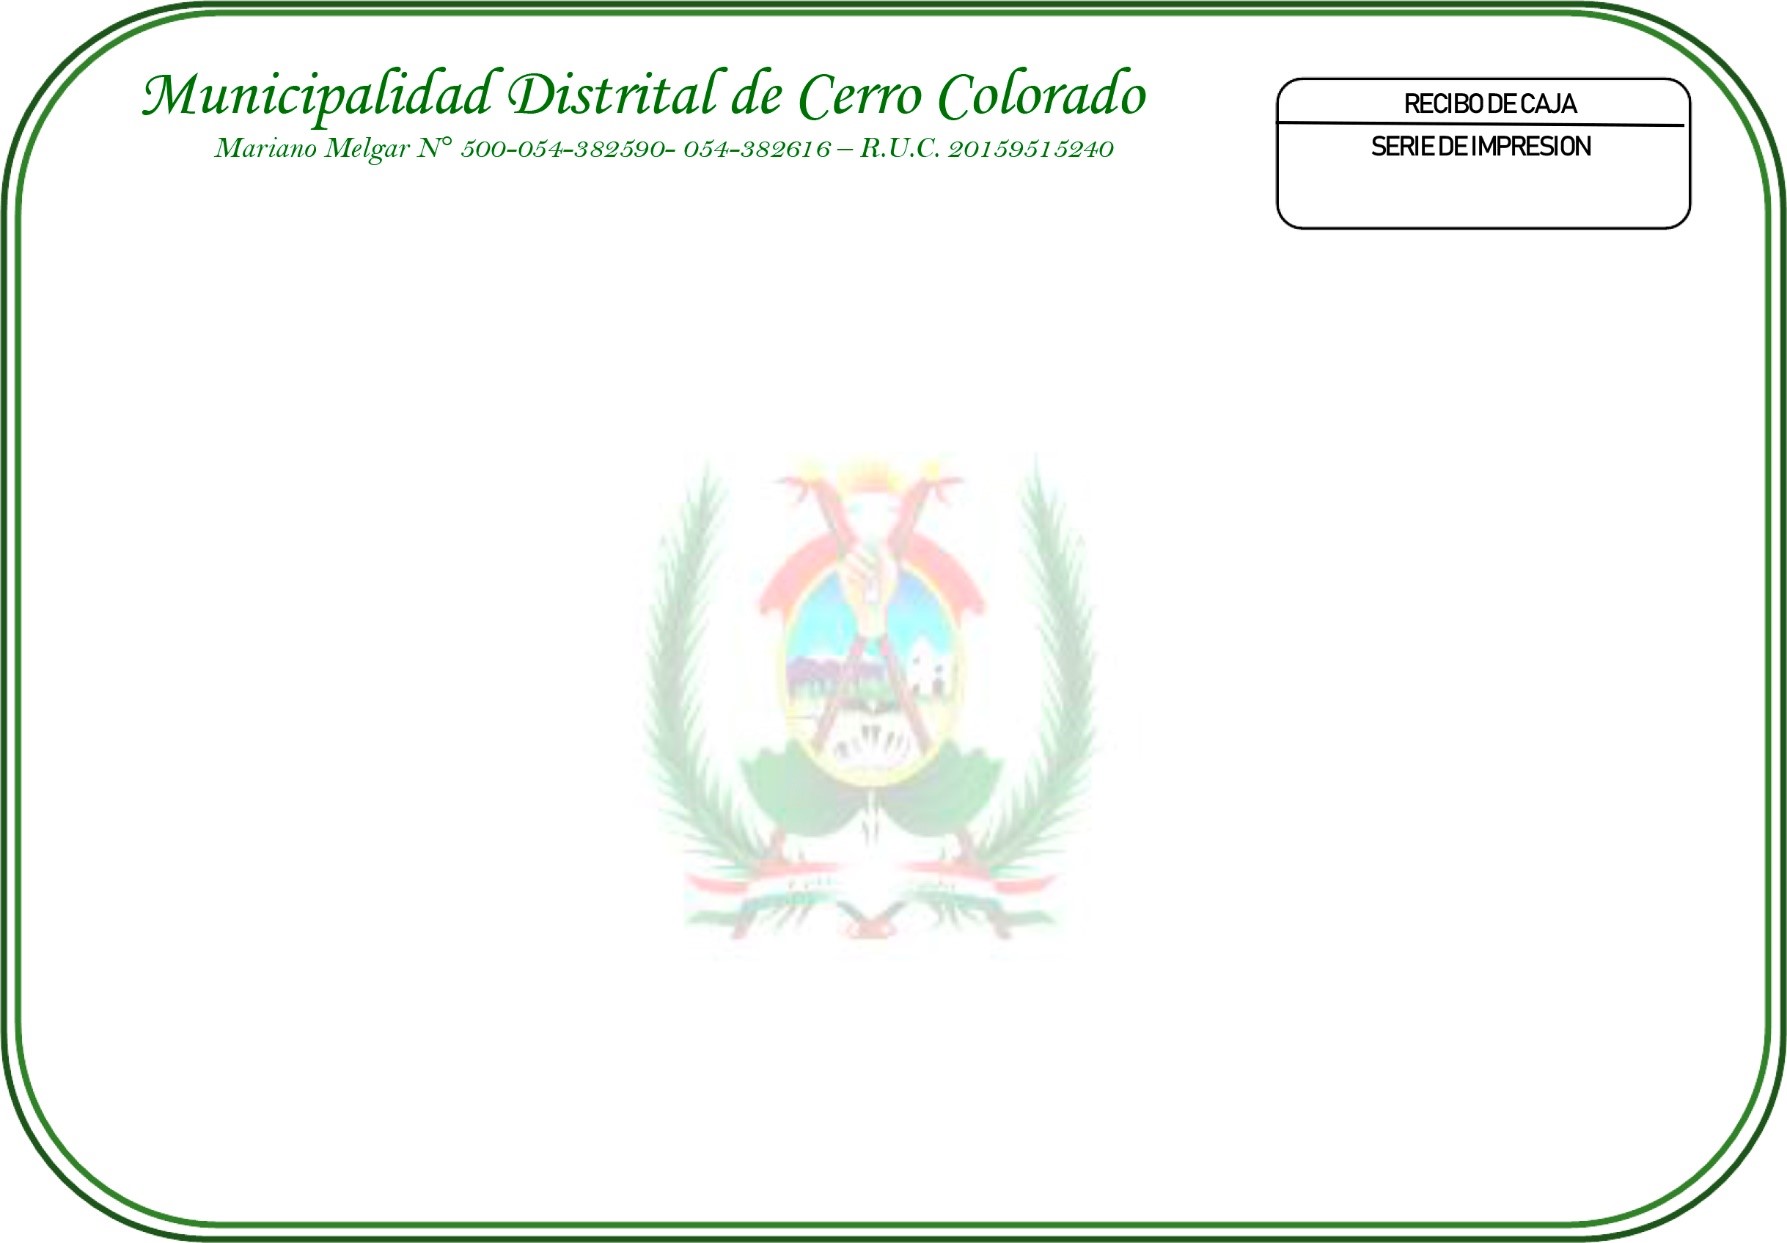 Municipalidad Distrital de Cerro Colorado
Mariano Melgar N° 500-054-382590- 054-382616 – R.U.C. 20159515240
RECIBO DE CAJA
SERIE DE IMPRESION